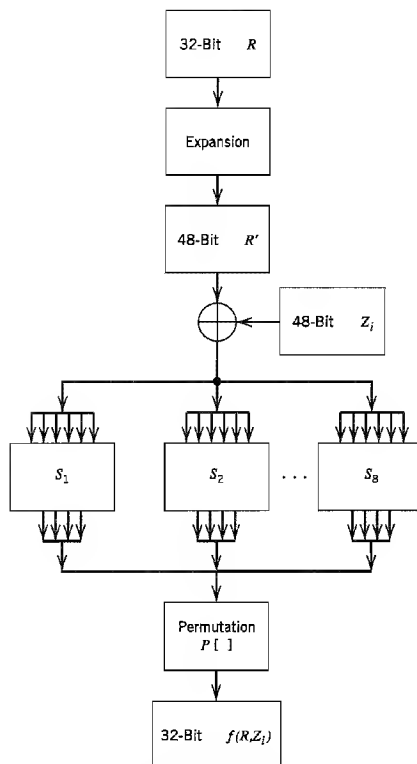 32-Bit R
Expansion
48-Bit R′
48-Bit Z_i
S_1 S_2 . . . S_8
Permutation
P [ ]
32-Bit f(R,Z_i)